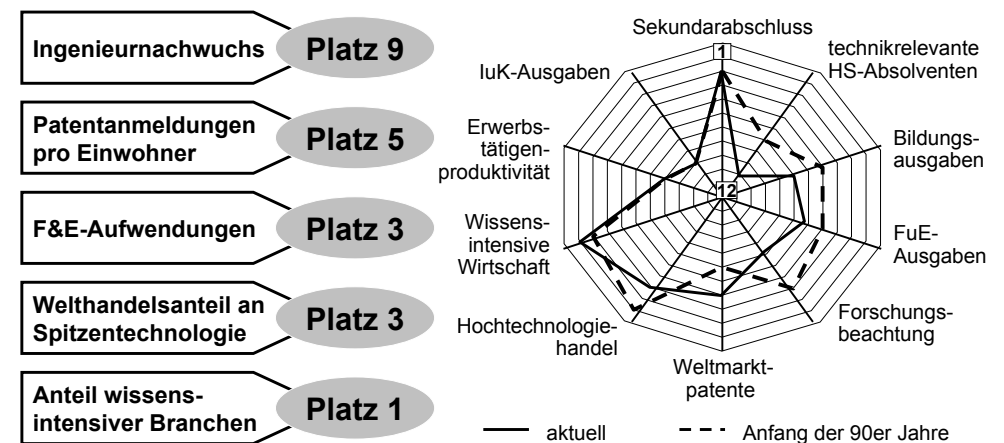 Ingenieurnachwuchs
Platz 9
Patentanmeldungen
pro Einwohner
Platz 5
F&E-Aufwendungen
Platz 3
Welthandelsanteil an
Spitzentechnologie
Platz 3
Anteil wissens-
intensiver Branchen
Platz 1
Sekundarabschluss
1
technikrelevante
HS-Absolventen
IuK-Ausgaben
Bildungs-
ausgaben
Erwerbs-
tätigen-
produktivität
12
Wissens-
intensive
Wirtschaft
FuE-
Ausgaben
Hochtechnologie-
handel
Forschungs-
beachtung
Weltmarkt-
patente
aktuell
Anfang der 90er Jahre